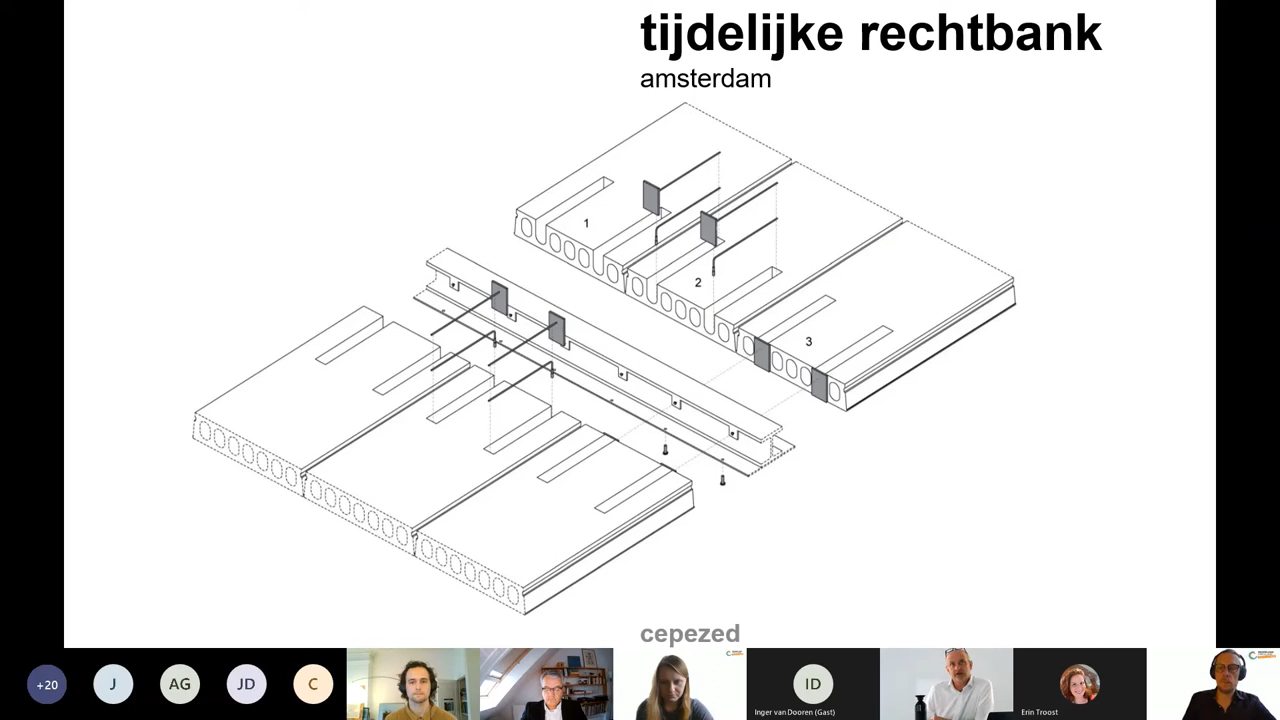 tijdelijke rechtbank
amsterdam
1
2
3
cepezed
+20
J
AG
JD
C
ID
Inger van Dooren (Gast)
Erin Troost